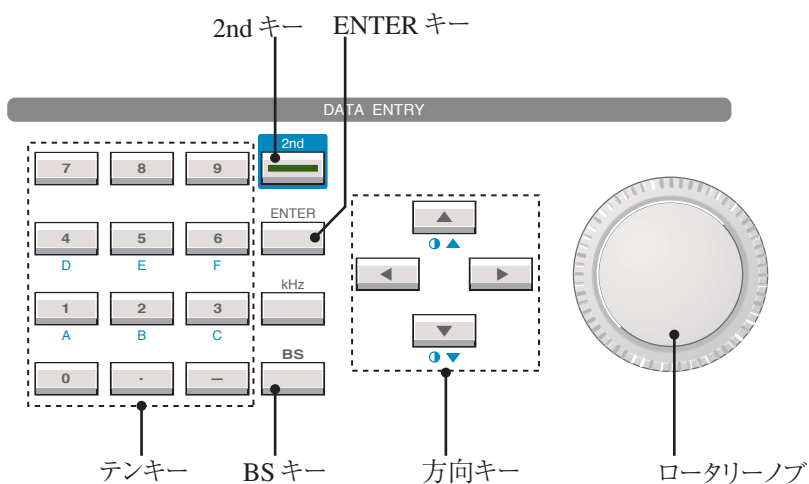 2nd キー ENTER キー
DATA ENTRY
2nd
7 8 9
ENTER
4 5 6
D E F
kHz
1 2 3
A B C
BS
0 . –
テンキー BS キー 方向キー ロータリーノブ